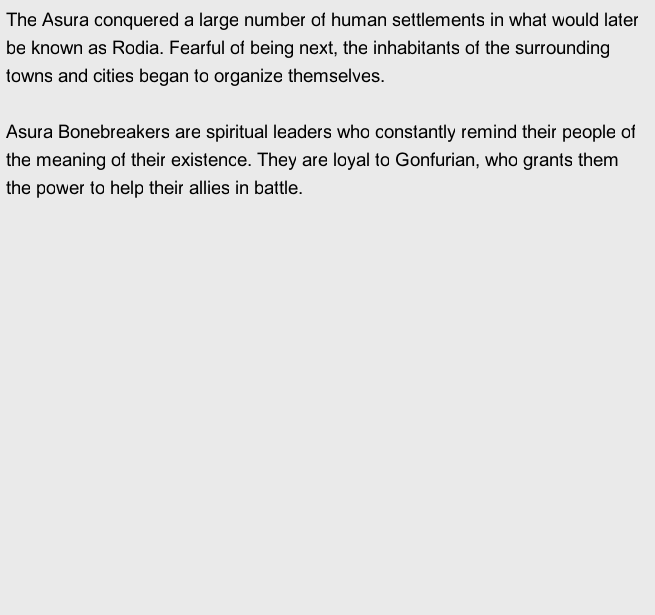 The Asura conquered a large number of human settlements in what would later
be known as Rodia. Fearful of being next, the inhabitants of the surrounding
towns and cities began to organize themselves.
Asura Bonebreakers are spiritual leaders who constantly remind their people of
the meaning of their existence. They are loyal to Gonfurian, who grants them
the power to help their allies in battle.